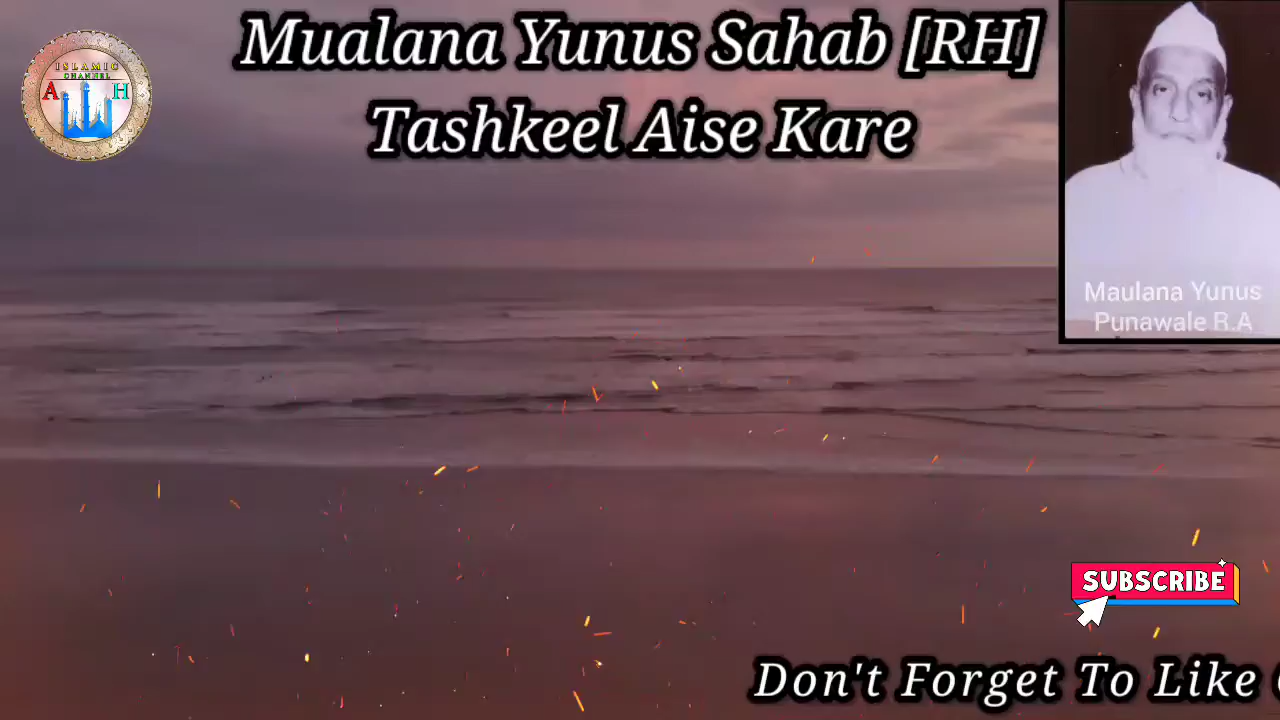 ISLAMIC
CHANNEL
A H
Mualana Yunus Sahab [RH]
Tashkeel Aise Kare
Maulana Yunus
Punawale R.A
SUBSCRIBE
Don't Forget To Like